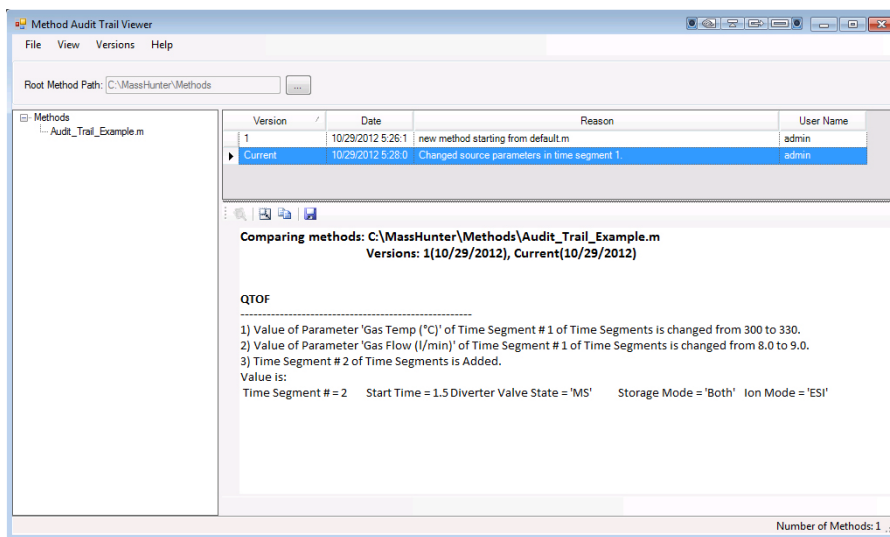 Method Audit Trail Viewer
File View Versions Help
Root Method Path: C:\MassHunter\Methods ...
Methods
Audit_Trail_Example.m
Version Date Reason User Name
1 10/29/2012 5:26:1 new method starting from default.m admin
Current 10/29/2012 5:28:0 Changed source parameters in time segment 1. admin
Comparing methods: C:\MassHunter\Methods\Audit_Trail_Example.m
Versions: 1(10/29/2012), Current(10/29/2012)
QTOF
----------------------------------------------------
1) Value of Parameter 'Gas Temp (°C)' of Time Segment # 1 of Time Segments is changed from 300 to 330.
2) Value of Parameter 'Gas Flow (l/min)' of Time Segment # 1 of Time Segments is changed from 8.0 to 9.0.
3) Time Segment # 2 of Time Segments is Added.
Value is:
Time Segment # = 2 Start Time = 1.5 Diverter Valve State = 'MS' Storage Mode = 'Both' Ion Mode = 'ESI'
Number of Methods: 1